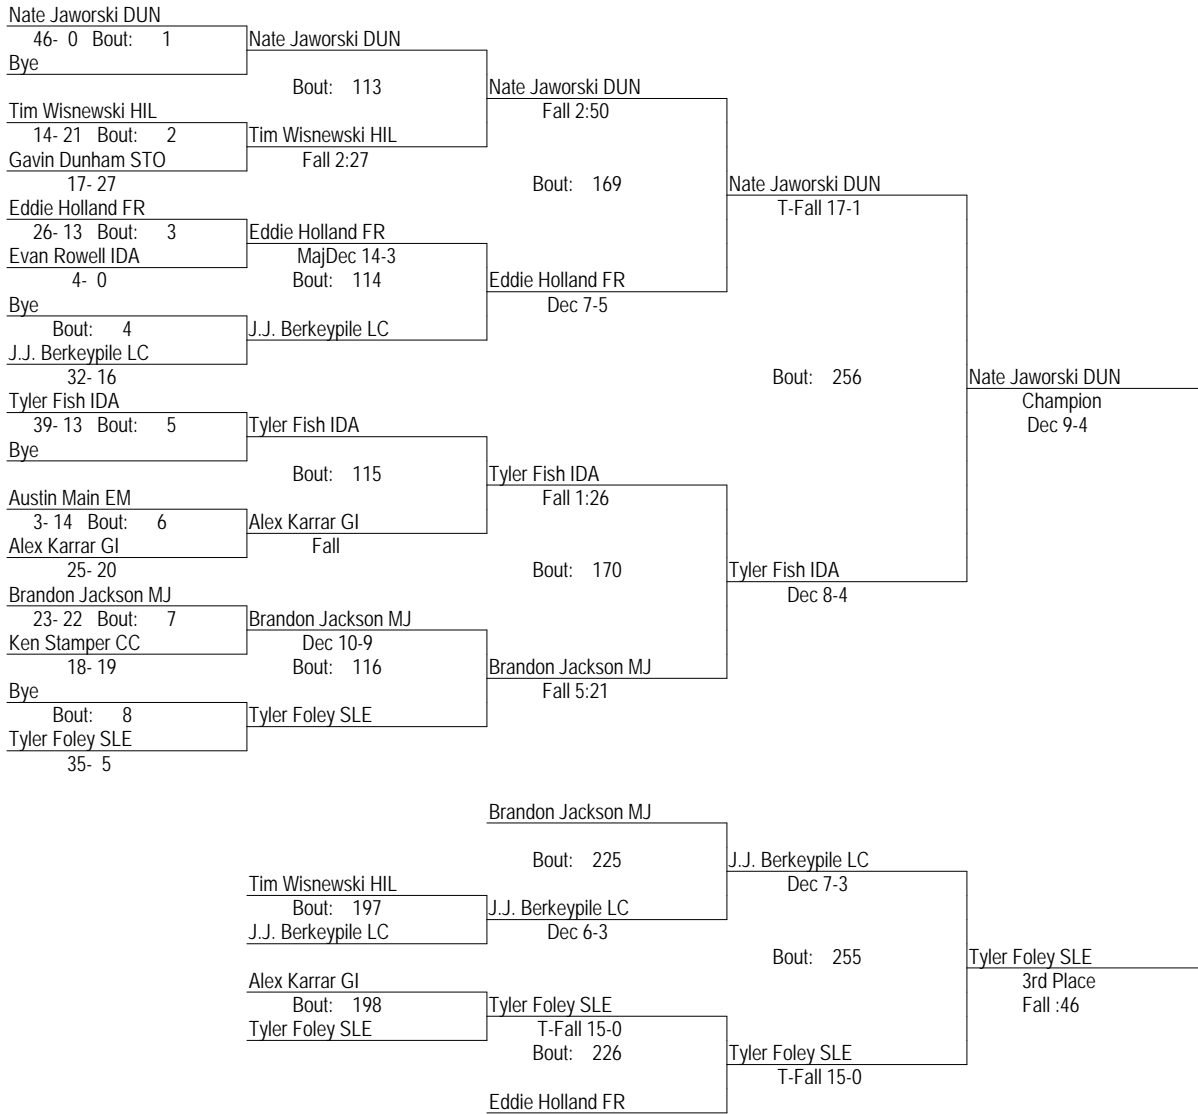 Nate Jaworski DUN
46- 0 Bout: 1
Nate Jaworski DUN
Bye
Bout: 113
Nate Jaworski DUN
Fall 2:50
Tim Wisnewski HIL
14- 21 Bout: 2
Tim Wisnewski HIL
Gavin Dunham STO
Fall 2:27
17- 27
Bout: 169
Nate Jaworski DUN
T-Fall 17-1
Eddie Holland FR
26- 13 Bout: 3
Eddie Holland FR
Evan Rowell IDA
MajDec 14-3
4- 0
Bout: 114
Eddie Holland FR
Dec 7-5
Bye
Bout: 4
J.J. Berkeypile LC
J.J. Berkeypile LC
32- 16
Bout: 256
Nate Jaworski DUN
Champion
Dec 9-4
Tyler Fish IDA
39- 13 Bout: 5
Tyler Fish IDA
Bye
Bout: 115
Tyler Fish IDA
Fall 1:26
Austin Main EM
3- 14 Bout: 6
Alex Karrar GI
Alex Karrar GI
Fall
25- 20
Bout: 170
Tyler Fish IDA
Dec 8-4
Brandon Jackson MJ
23- 22 Bout: 7
Brandon Jackson MJ
Ken Stamper CC
Dec 10-9
18- 19
Bout: 116
Brandon Jackson MJ
Fall 5:21
Bye
Bout: 8
Tyler Foley SLE
Tyler Foley SLE
35- 5
Brandon Jackson MJ
Bout: 225
J.J. Berkeypile LC
Dec 7-3
Tim Wisnewski HIL
Bout: 197
J.J. Berkeypile LC
J.J. Berkeypile LC
Dec 6-3
Bout: 255
Tyler Foley SLE
3rd Place
Fall :46
Alex Karrar GI
Bout: 198
Tyler Foley SLE
Tyler Foley SLE
T-Fall 15-0
Bout: 226
Tyler Foley SLE
T-Fall 15-0
Eddie Holland FR